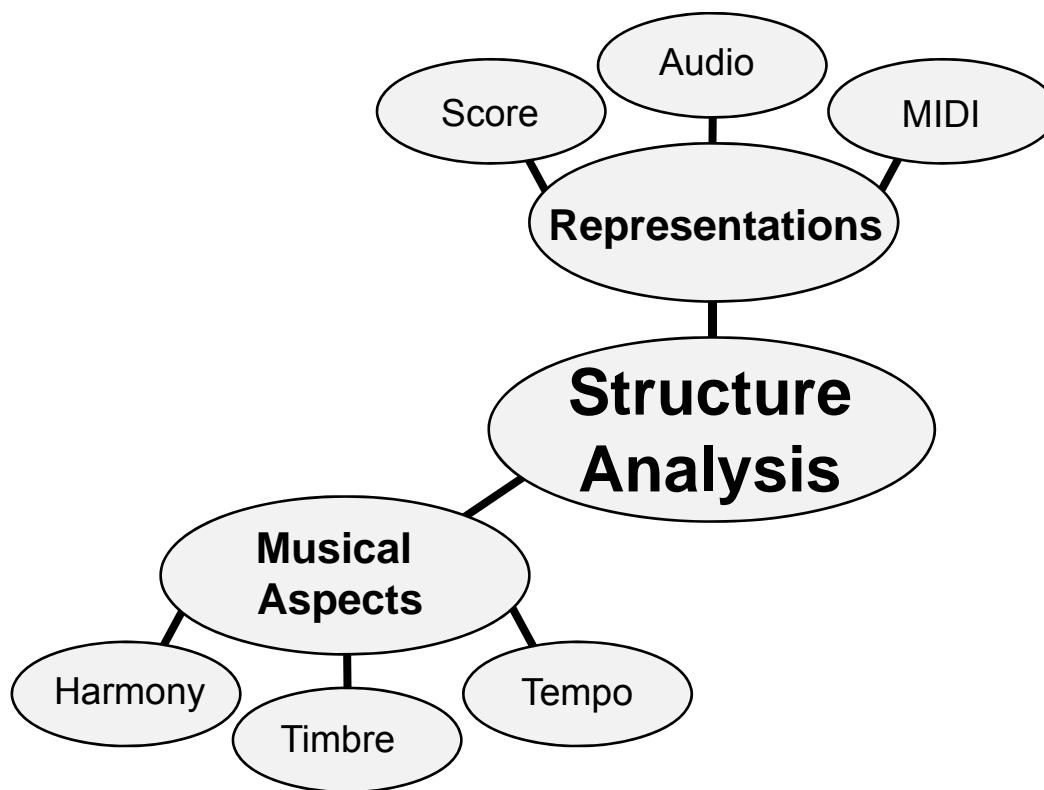 Audio
Score
MIDI
Representations
Structure
Analysis
Musical
Aspects
Harmony
Tempo
Timbre